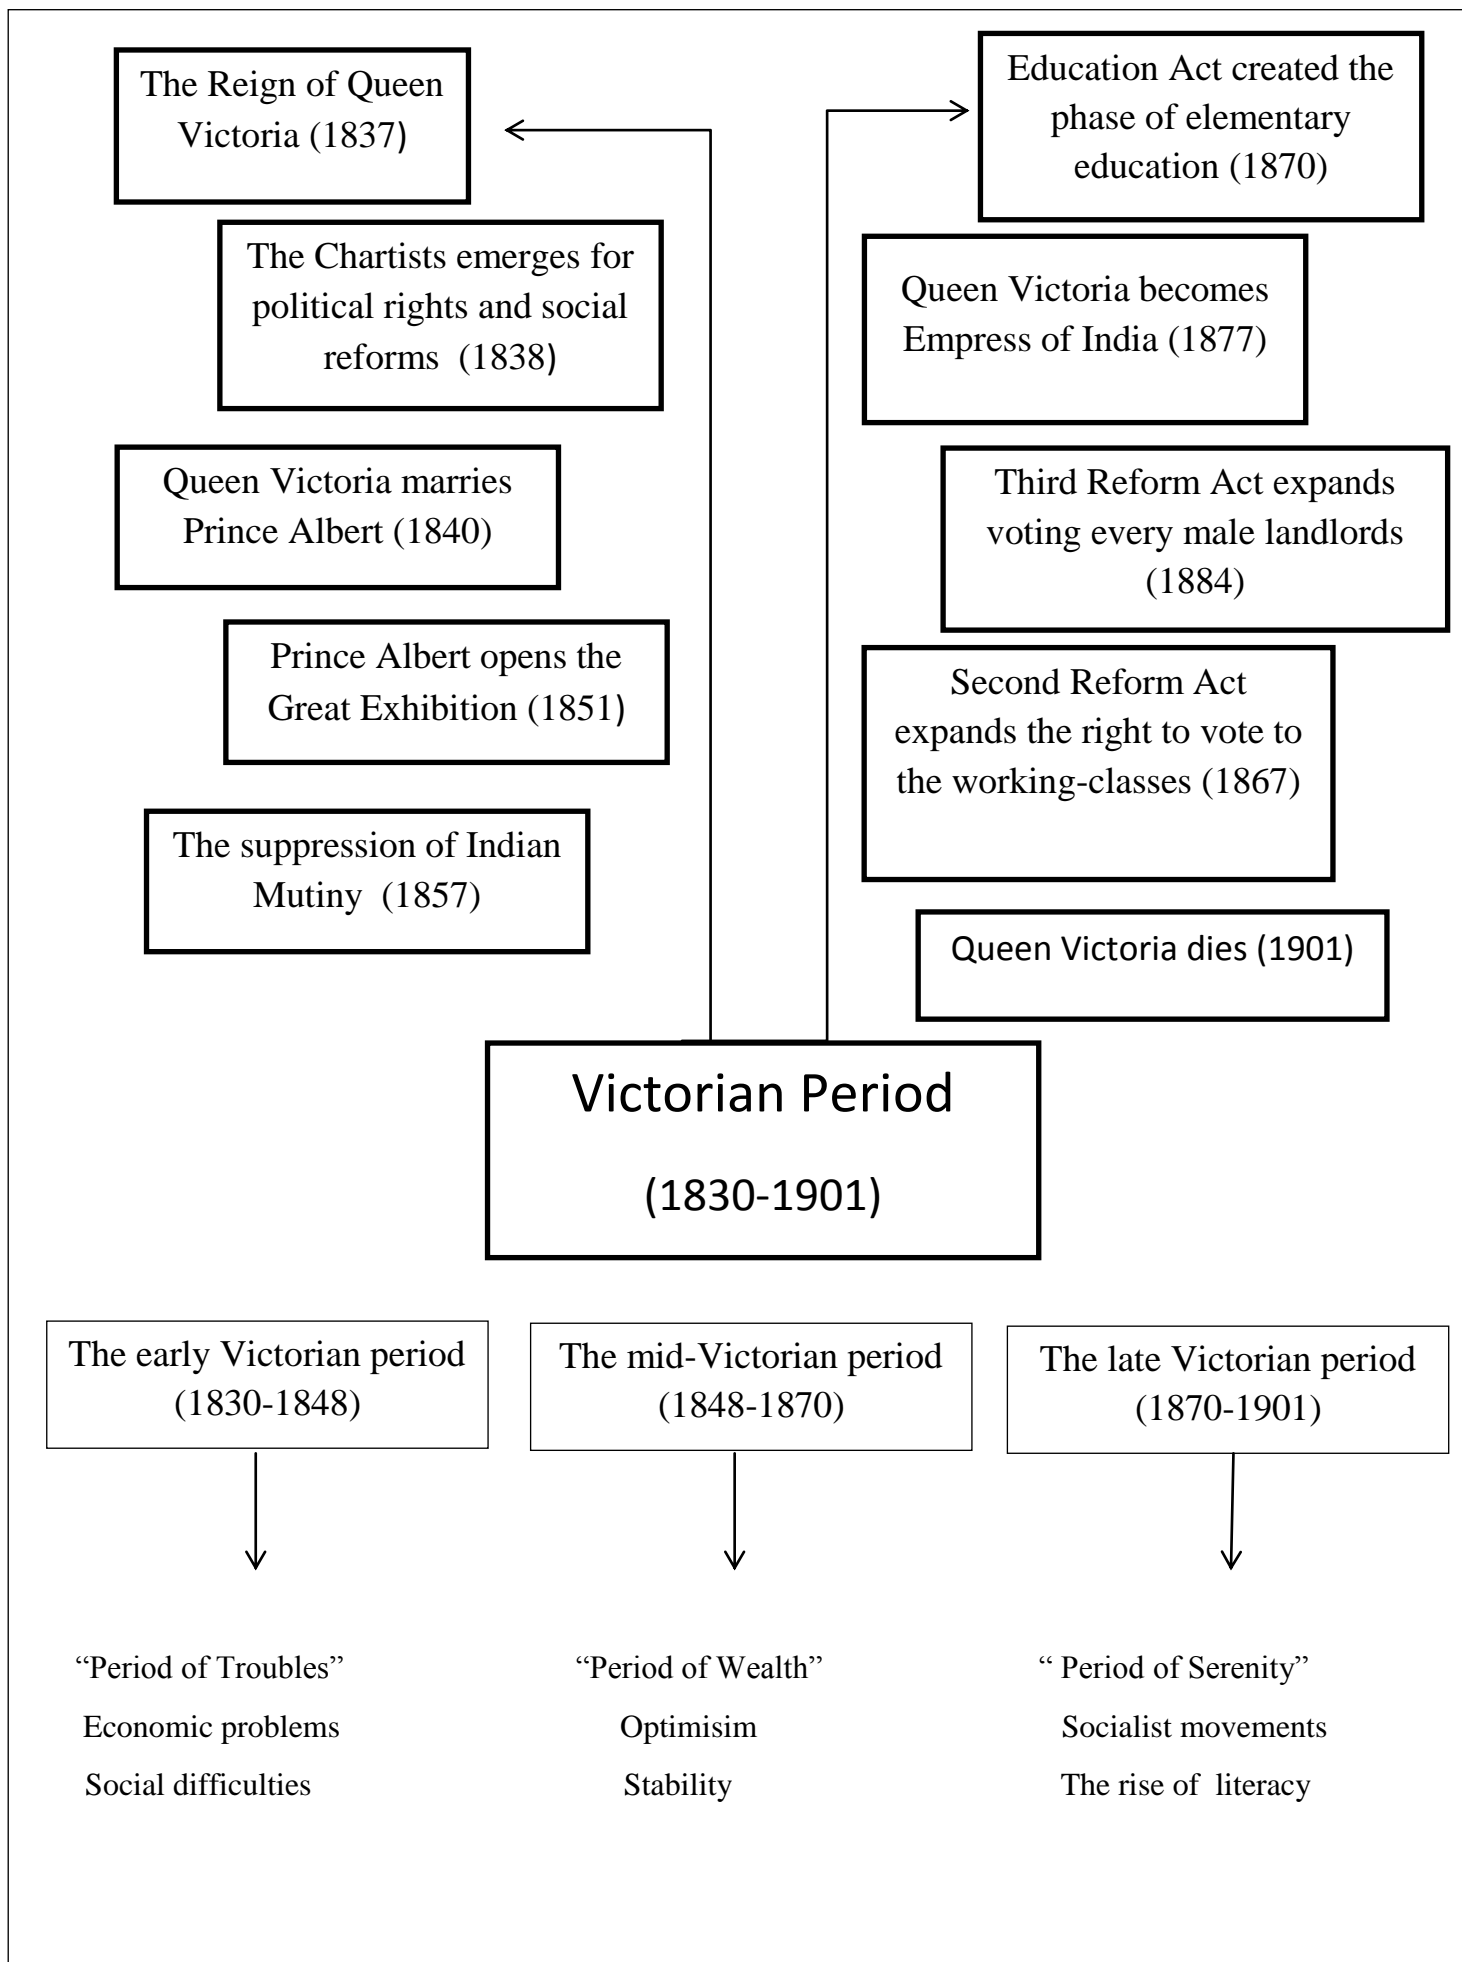 The Reign of Queen
Victoria (1837)
The Chartists emerges for
political rights and social
reforms  (1838)
Queen Victoria marries
Prince Albert (1840)
Prince Albert opens the
Great Exhibition (1851)
The suppression of Indian
Mutiny  (1857)
Education Act created the
phase of elementary
education (1870)
Queen Victoria becomes
Empress of India (1877)
Third Reform Act expands
voting every male landlords
(1884)
Second Reform Act
expands the right to vote to
the working-classes (1867)
Queen Victoria dies (1901)
Victorian Period
(1830-1901)
The early Victorian period
(1830-1848)
The mid-Victorian period
(1848-1870)
The late Victorian period
(1870-1901)
“Period of Troubles”
Economic problems
Social difficulties
“Period of Wealth”
Optimisim
Stability
“ Period of Serenity”
Socialist movements
The rise of  literacy